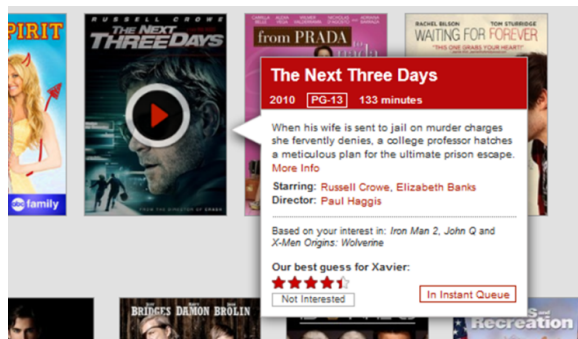 PIRIT
abc family
RUSSELL CROWE
THE NEXT
THREE DAYS
FROM THE DIRECTOR OF CRASH
from PRADA
nada
RACHEL BILSON TOM STURRIDGE
WAITING FOR FOREVER
"THIS ONE GRABS YOUR HEART!"
The Next Three Days
2010 PG-13 133 minutes
When his wife is sent to jail on murder charges
she fervently denies, a college professor hatches
a meticulous plan for the ultimate prison escape.
More Info
Starring: Russell Crowe, Elizabeth Banks
Director: Paul Haggis
Based on your interest in: Iron Man 2, John Q and
X-Men Origins: Wolverine
Our best guess for Xavier:
Not Interested
In Instant Queue
BRIDGES DAMON BROLIN
Recreation